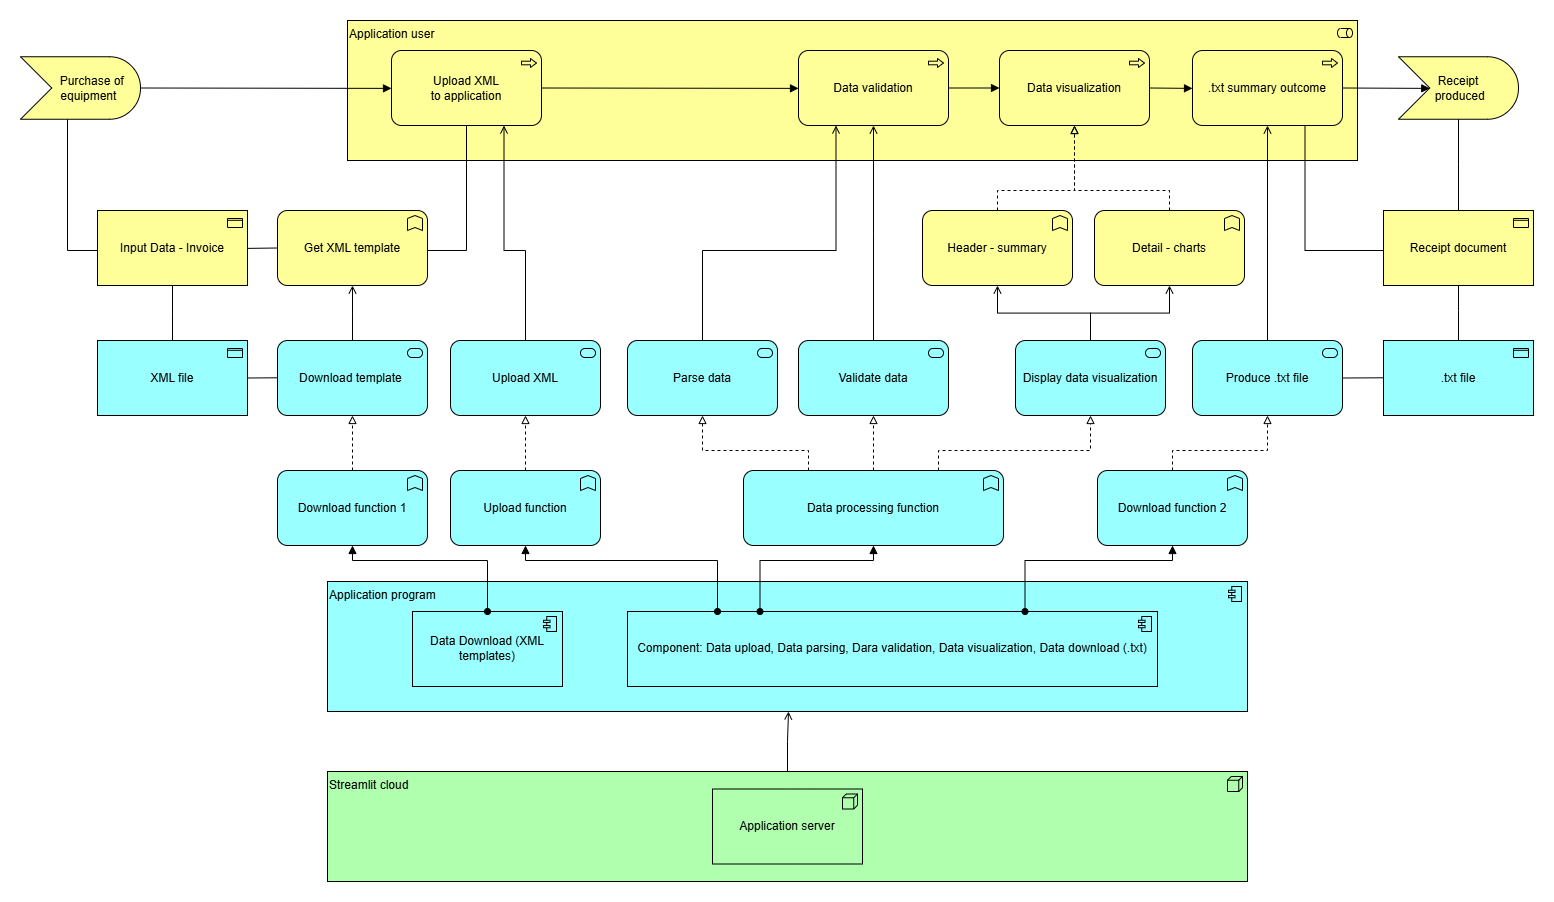 Application user
Purchase of
equipment
Upload XML
to application
Data validation
Data visualization
.txt summary outcome
Receipt
produced
Input Data - Invoice
Get XML template
Header - summary
Detail - charts
Receipt document
XML file
Download template
Upload XML
Parse data
Validate data
Display data visualization
Produce .txt file
.txt file
Download function 1
Upload function
Data processing function
Download function 2
Application program
Data Download (XML
templates)
Component: Data upload, Data parsing, Dara validation, Data visualization, Data download (.txt)
Streamlit cloud
Application server